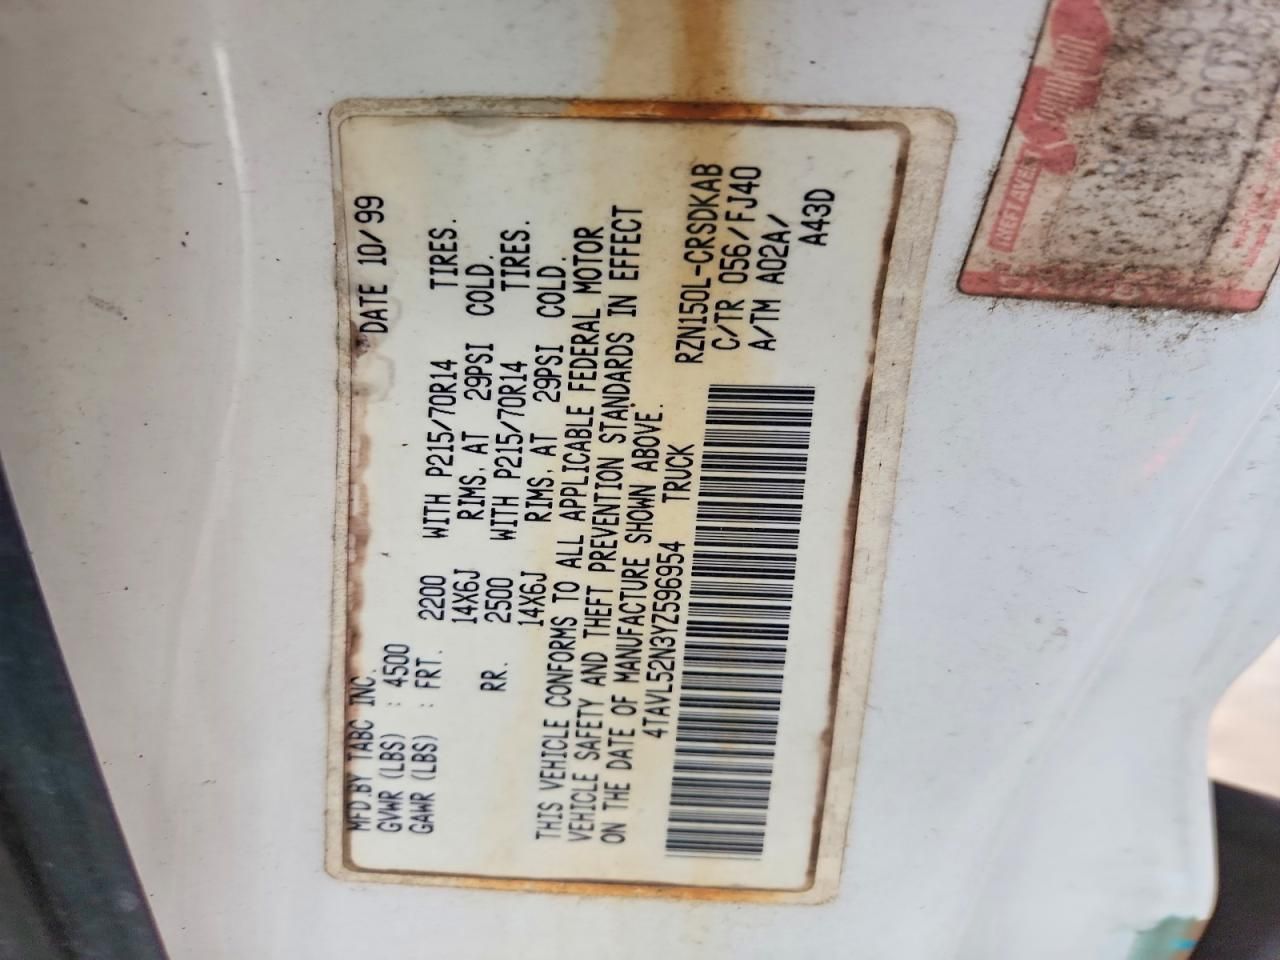 MFD.BY TABC INC. DATE 10/99
GVWR (LBS) : 4500
GAWR (LBS) : FRT. 2200 WITH P215/70R14 TIRES.
14X6J RIMS, AT 29PSI COLD.
RR. 2500 WITH P215/70R14 TIRES.
14X6J RIMS, AT 29PSI COLD.
THIS VEHICLE CONFORMS TO ALL APPLICABLE FEDERAL MOTOR
VEHICLE SAFETY AND THEFT PREVENTION STANDARDS IN EFFECT
ON THE DATE OF MANUFACTURE SHOWN ABOVE.
4TAVL52N3YZ596954 TRUCK
RZN150L-CRSDKAB
C/TR 056/FJ40
A/TM A02A/
A43D